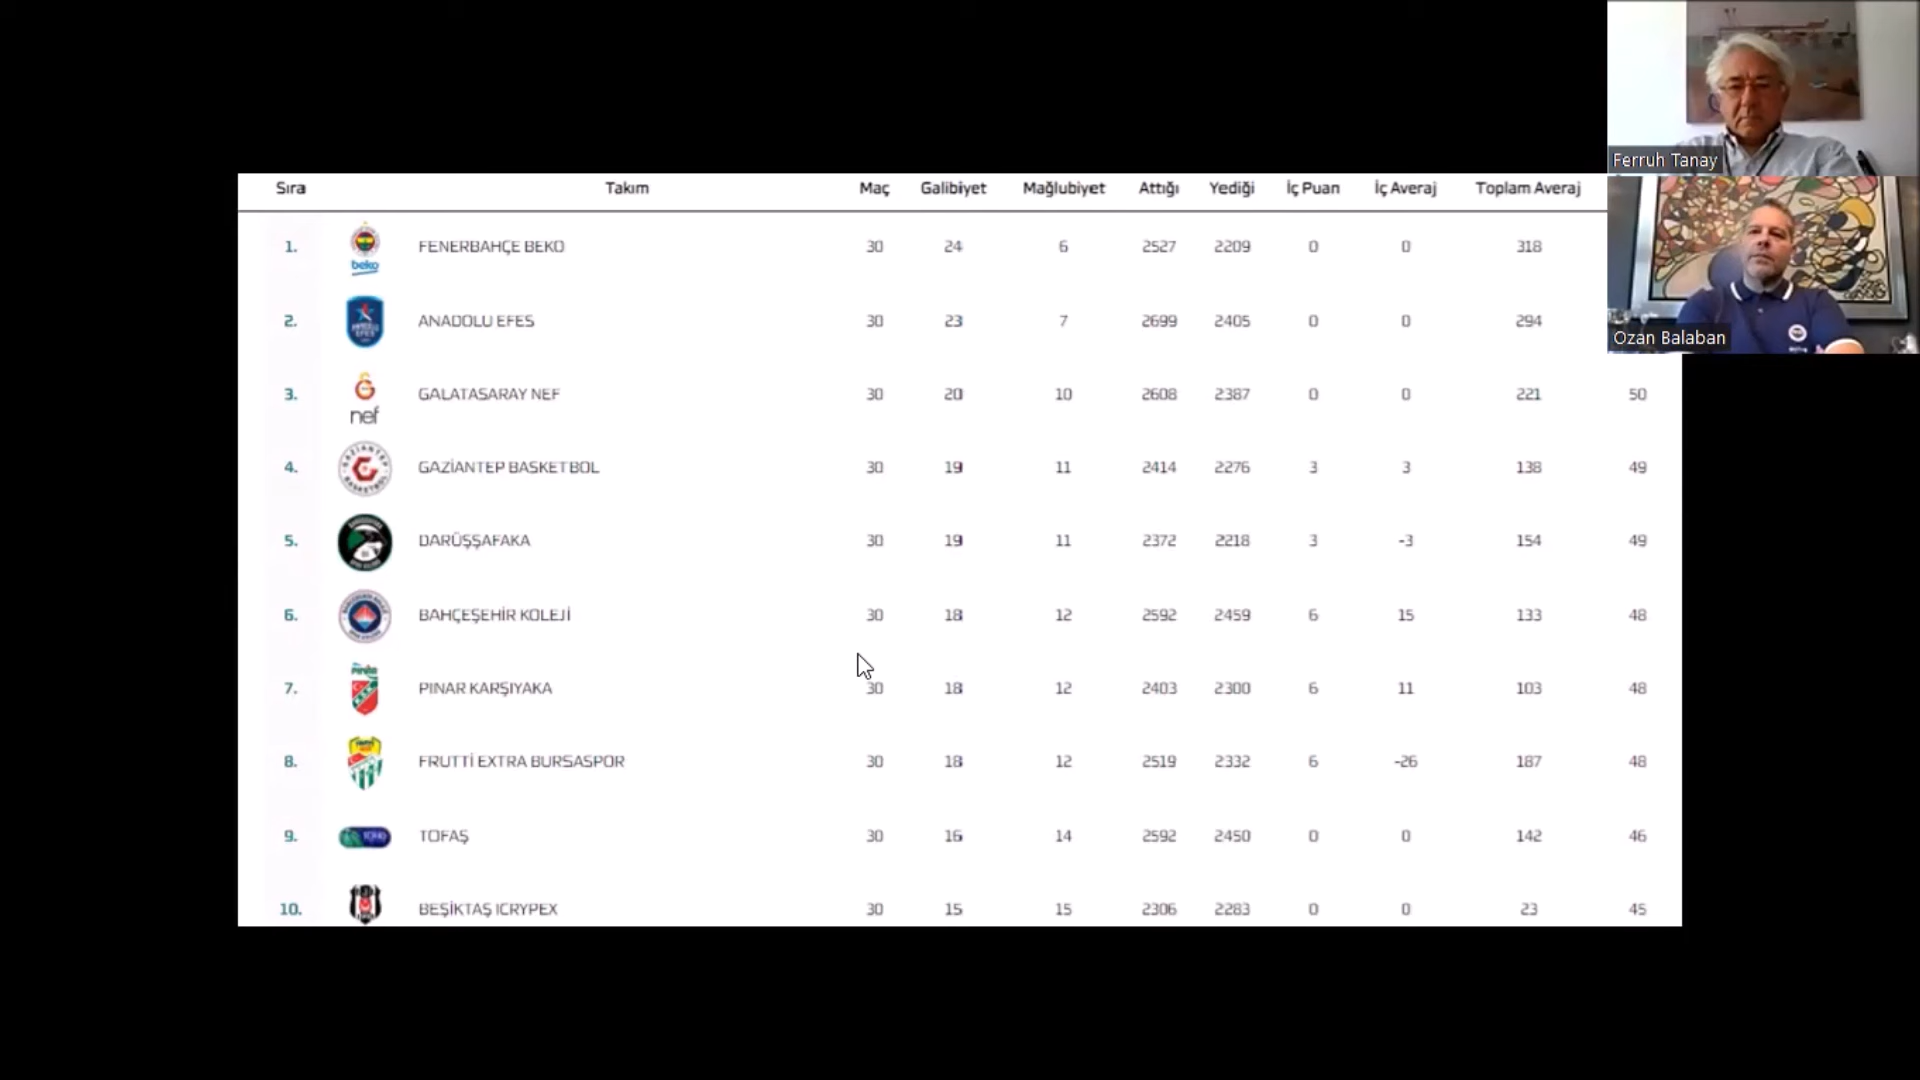 Ferruh Tanay
Ozan Balaban
Sıra Takım Maç Galibiyet Mağlubiyet Attığı Yediği İç Puan İç Averaj Toplam Averaj
1. beko FENERBAHÇE BEKO 30 24 6 2527 2209 0 0 318
2. ANADOLU EFES 30 23 7 2699 2405 0 0 294
3. nef GALATASARAY NEF 30 20 10 2608 2387 0 0 221 50
4. GAZİANTEP BASKETBOL 30 19 11 2414 2276 3 3 138 49
5. DARÜŞŞAFAKA 30 19 11 2372 2218 3 -3 154 49
6. BAHÇEŞEHİR KOLEJİ 30 18 12 2592 2459 6 15 133 48
7. PINAR KARŞIYAKA 30 18 12 2403 2300 6 11 103 48
8. FRUTTİ EXTRA BURSASPOR 30 18 12 2519 2332 6 -26 187 48
9. TOFAŞ 30 16 14 2592 2450 0 0 142 46
10. BEŞİKTAŞ ICRYPEX 30 15 15 2306 2283 0 0 23 45